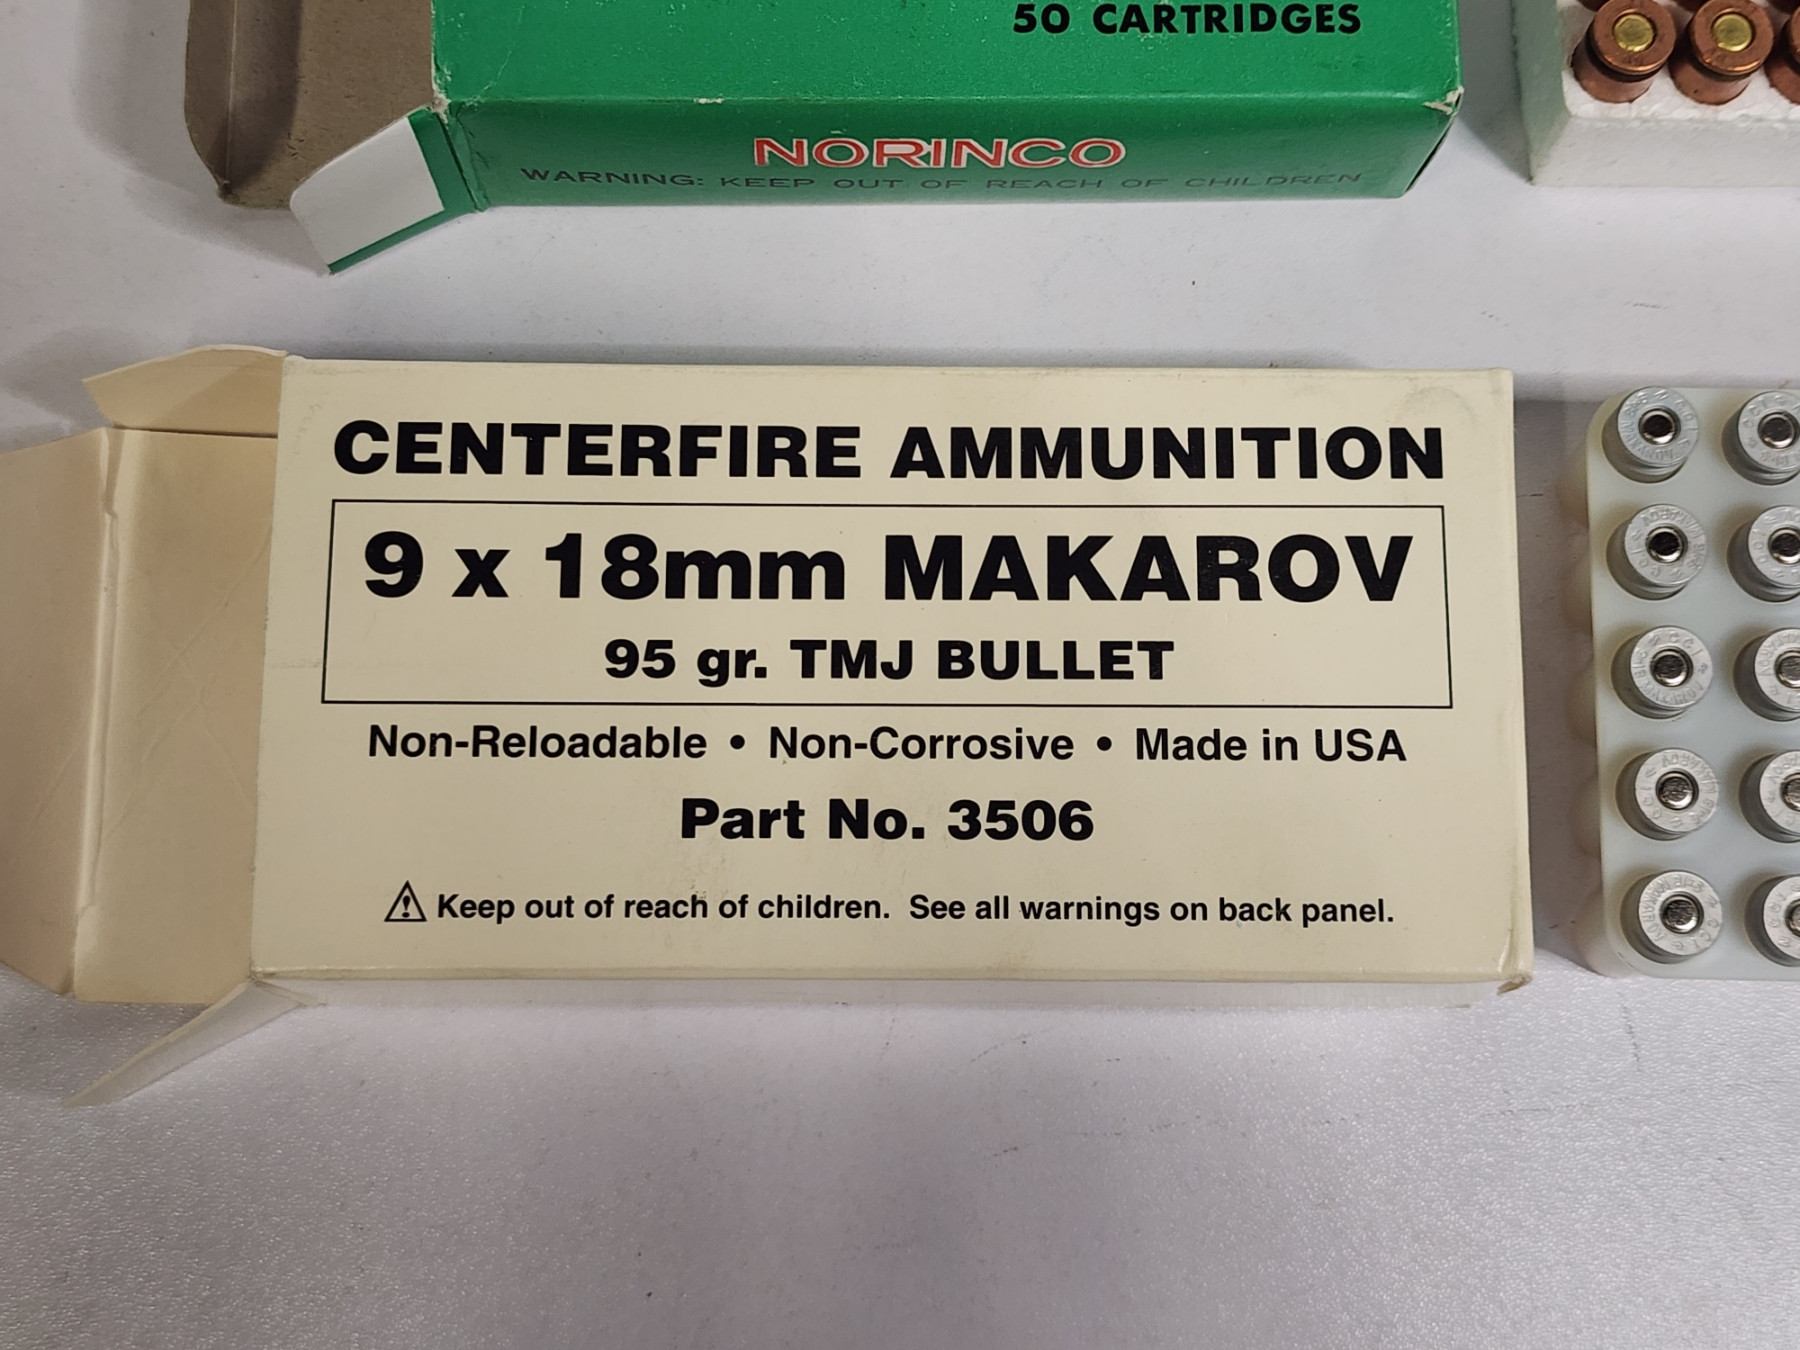 50 CARTRIDGES
NORINCO
WARNING: KEEP OUT OF REACH OF CHILDREN
CENTERFIRE AMMUNITION
9 x 18mm MAKAROV
95 gr. TMJ BULLET
Non-Reloadable • Non-Corrosive • Made in USA
Part No. 3506
Keep out of reach of children. See all warnings on back panel.